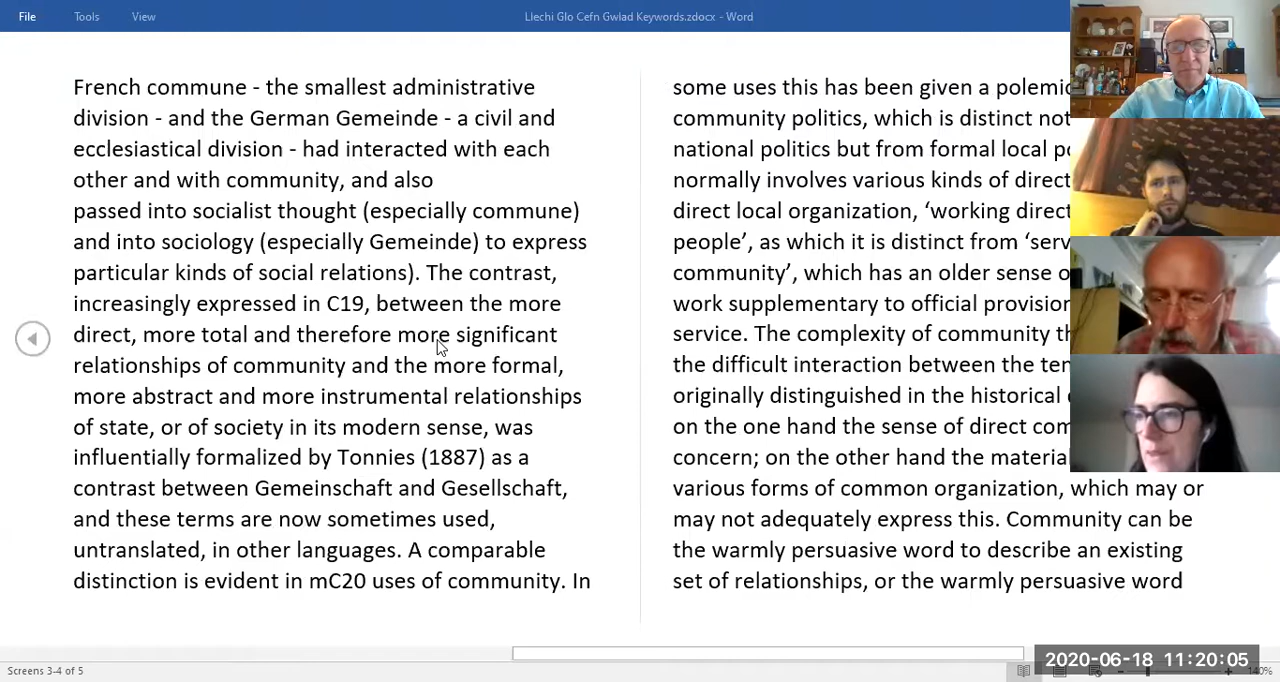 File Tools View Llechi Glo Cefn Gwlad Keywords.zdocx - Word
French commune - the smallest administrative
division - and the German Gemeinde - a civil and
ecclesiastical division - had interacted with each
other and with community, and also
passed into socialist thought (especially commune)
and into sociology (especially Gemeinde) to express
particular kinds of social relations). The contrast,
increasingly expressed in C19, between the more
direct, more total and therefore more significant
relationships of community and the more formal,
more abstract and more instrumental relationships
of state, or of society in its modern sense, was
influentially formalized by Tonnies (1887) as a
contrast between Gemeinschaft and Gesellschaft,
and these terms are now sometimes used,
untranslated, in other languages. A comparable
distinction is evident in mC20 uses of community. In
some uses this has been given a polemic
community politics, which is distinct not
national politics but from formal local
normally involves various kinds of direct
direct local organization, ‘working direct
people’, as which it is distinct from
community’, which has an older sense
work supplementary to official provision
service. The complexity of community
the difficult interaction between the
originally distinguished in the historical
on the one hand the sense of direct
concern; on the other hand the material
various forms of common organization, which may or
may not adequately express this. Community can be
the warmly persuasive word to describe an existing
set of relationships, or the warmly persuasive word
Screens 3-4 of 5
2020-06-18 11:20:05